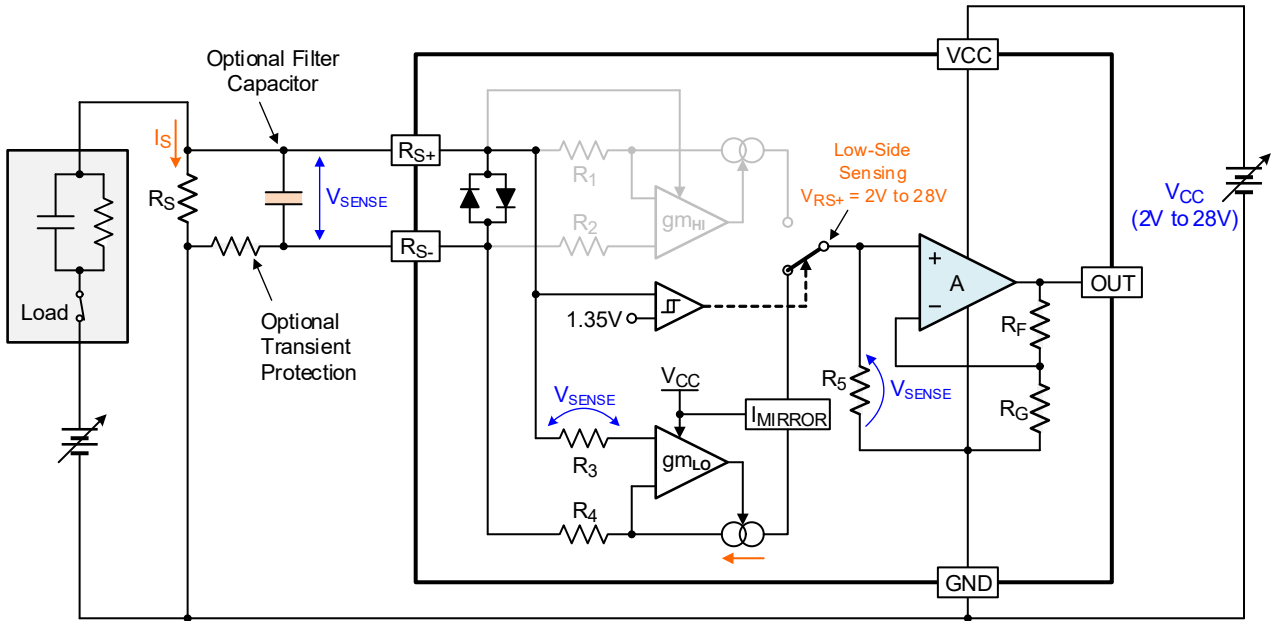 Optional Filter
Capacitor
VCC
IS
RS+
R1
Low-Side
Sensing
VRS+ = 2V to 28V
VSENSE
RS
R2
gmHI
VCC
(2V to 28V)
RS-
A
+
−
OUT
Load
1.35V
RF
Optional
Transient
Protection
VCC
R5
VSENSE
VSENSE
IMIRROR
RG
R3
gmLO
R4
GND